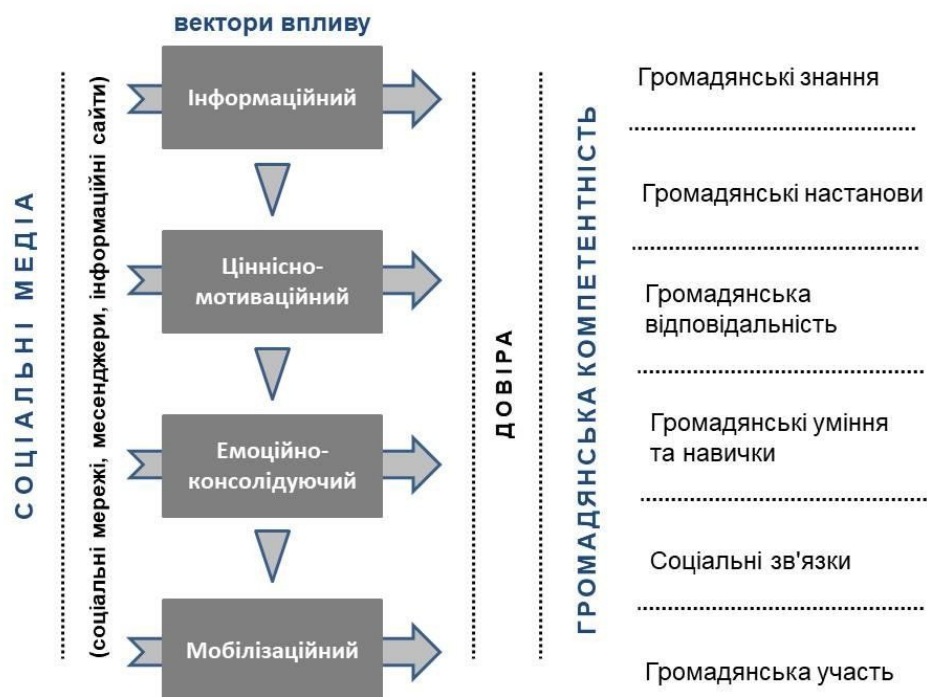 вектори впливу
СОЦІАЛЬНІ МЕДІА
(соціальні мережі, месенджери, інформаційні сайти)
Інформаційний
Ціннісно-
мотиваційний
Емоційно-
консолідуючий
Мобілізаційний
ДОВІРА
ГРОМАДЯНСЬКА КОМПЕТЕНТНІСТЬ
Громадянські знання
Громадянські настанови
Громадянська
відповідальність
Громадянські уміння
та навички
Соціальні зв'язки
Громадянська участь